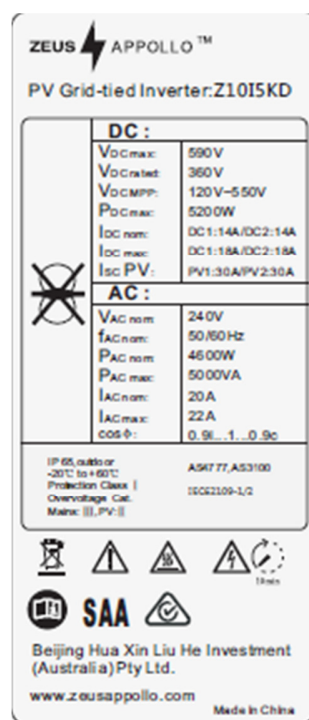 ZEUS APPOLLO™
PV Grid-tied Inverter:Z10I5KD
DC :
VDCmax: 590V
VDCrated: 360V
VDCMPP: 120V~550V
PDCmax: 5200W
IDC nom: DC1:14A/DC2:14A
IDC max: DC1:18A/DC2:18A
ISC PV: PV1:30A/PV2:30A
AC :
VAC nom: 240V
fACnom: 50/60Hz
PAC nom: 4600W
PAC max: 5000VA
IACnom: 20A
IACmax: 22A
cosΦ: 0.9i...1...0.9c
IP65,outdoor
-20℃ to +60℃
Protection Class I
Overvoltage Cat.
Mains: III,PV:II
AS4777,AS3100
IEC62109-1/2
10min
SAA
Beijing Hua Xin Liu He Investment
(Australia) Pty Ltd.
www.zeusappollo.com
Made In China